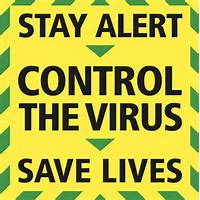 STAY ALERT
CONTROL
THE VIRUS
SAVE LIVES